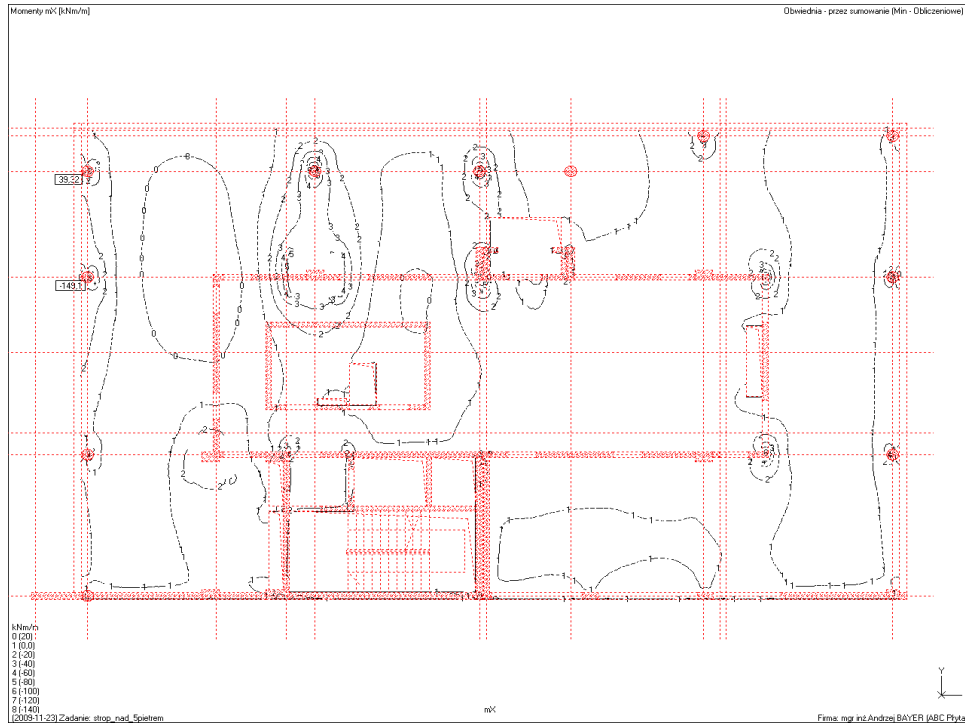 Momenty mX [kNm/m]
Obwiednia - przez sumowanie (Min - Obliczeniowe)
39,32
-149,1
kNm/m
0 (20)
1 (0,0)
2 (-20)
3 (-40)
4 (-60)
5 (-80)
6 (-100)
7 (-120)
8 (-140)
mX
Y
X
(2009-11-23) Zadanie: strop_nad_5pietrem
Firma: mgr inż.Andrzej BAYER (ABC Płyta